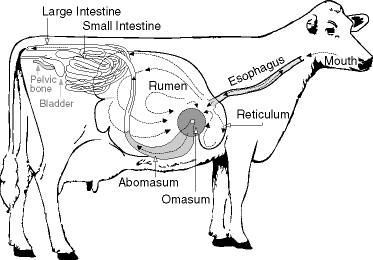 Large Intestine
Small Intestine
Esophagus
Mouth
Pelvic
bone
Rumen
Bladder
Reticulum
Abomasum
Omasum